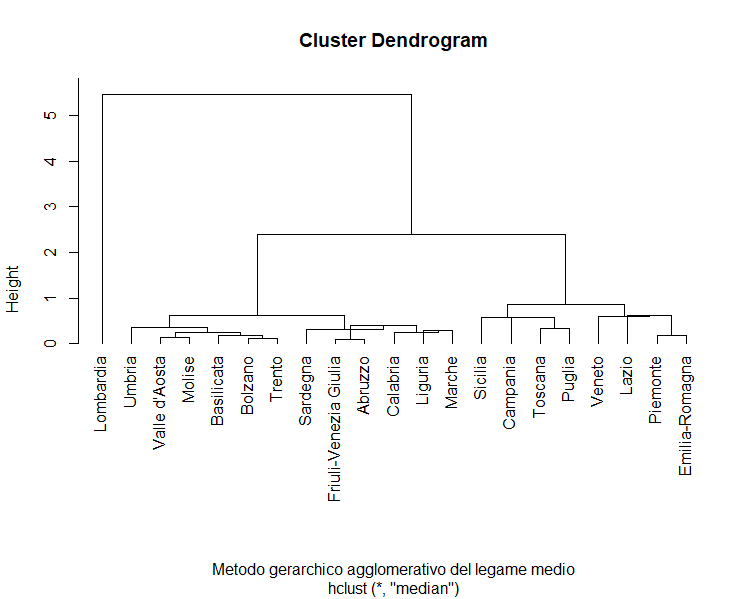 Cluster Dendrogram
Height
0
1
2
3
4
5
Lombardia
Umbria
Valle d'Aosta
Molise
Basilicata
Bolzano
Trento
Sardegna
Friuli-Venezia Giulia
Abruzzo
Calabria
Liguria
Marche
Sicilia
Campania
Toscana
Puglia
Veneto
Lazio
Piemonte
Emilia-Romagna
Metodo gerarchico agglomerativo del legame medio
hclust (*, "median")